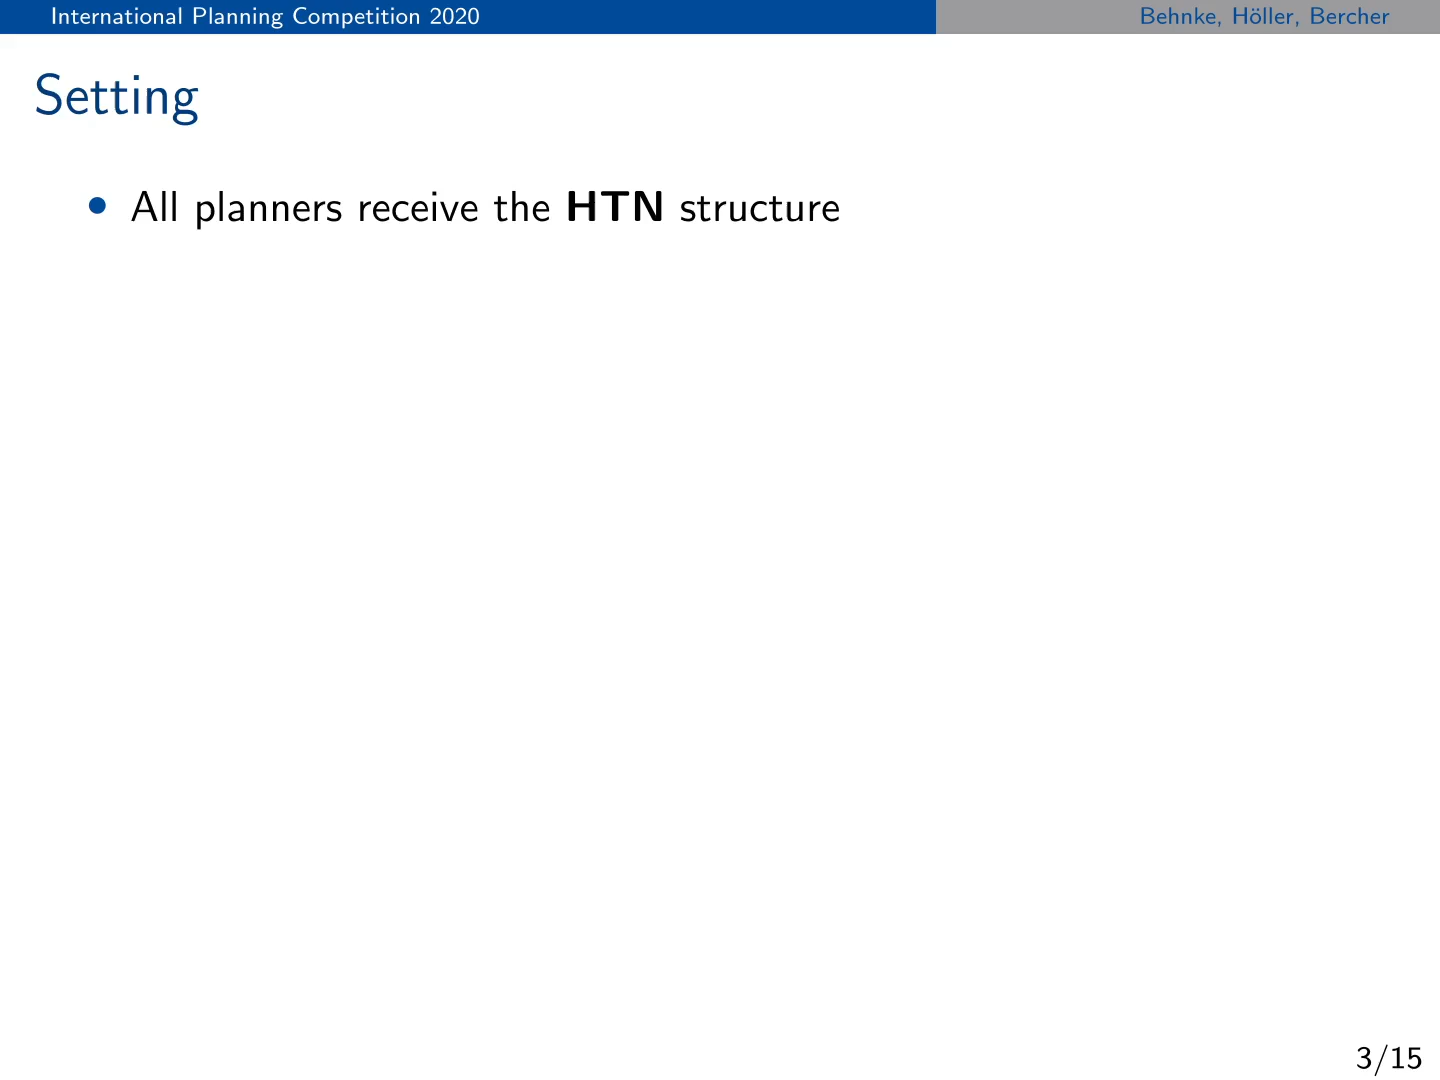 International Planning Competition 2020
Behnke, Höller, Bercher
Setting
• All planners receive the HTN structure
3/15